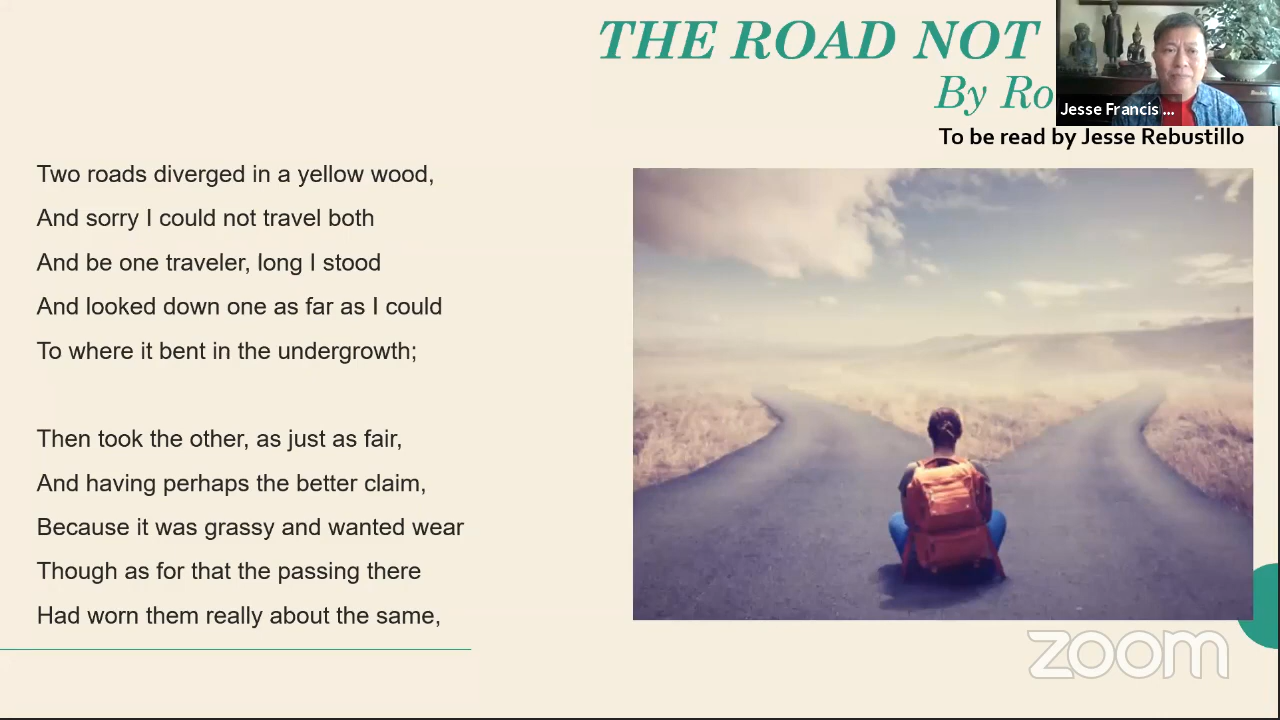 THE ROAD NOT
By Ro
Jesse Francis ...
To be read by Jesse Rebustillo
Two roads diverged in a yellow wood,
And sorry I could not travel both
And be one traveler, long I stood
And looked down one as far as I could
To where it bent in the undergrowth;
Then took the other, as just as fair,
And having perhaps the better claim,
Because it was grassy and wanted wear
Though as for that the passing there
Had worn them really about the same,
zoom